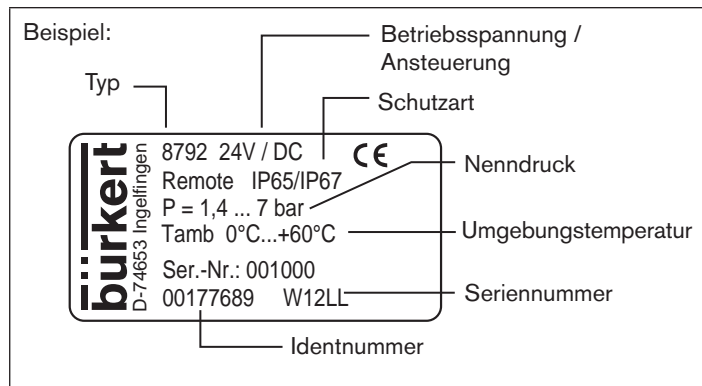 Beispiel:
Betriebsspannung /
Ansteuerung
Typ
Schutzart
bürkert
D-74653 Ingelfingen
8792 24V / DC CE
Remote IP65/IP67
P = 1,4 ... 7 bar
Tamb 0°C...+60°C
Ser.-Nr.: 001000
00177689 W12LL
Nenndruck
Umgebungstemperatur
Seriennummer
Identnummer